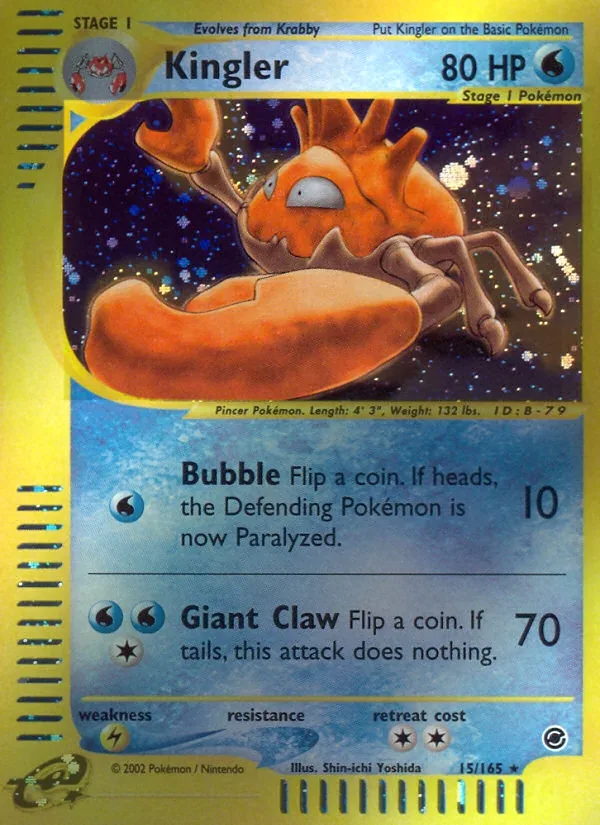 STAGE 1
Evolves from Krabby
Put Kingler on the Basic Pokémon
Kingler
80 HP
Stage 1 Pokémon
Pincer Pokémon. Length: 4' 3", Weight: 132 lbs. ID: B-79
Bubble Flip a coin. If heads,
the Defending Pokémon is
now Paralyzed.
10
Giant Claw Flip a coin. If
tails, this attack does nothing.
70
weakness
resistance
retreat cost
© 2002 Pokémon / Nintendo
Illus. Shin-ichi Yoshida
15/165 ★
e